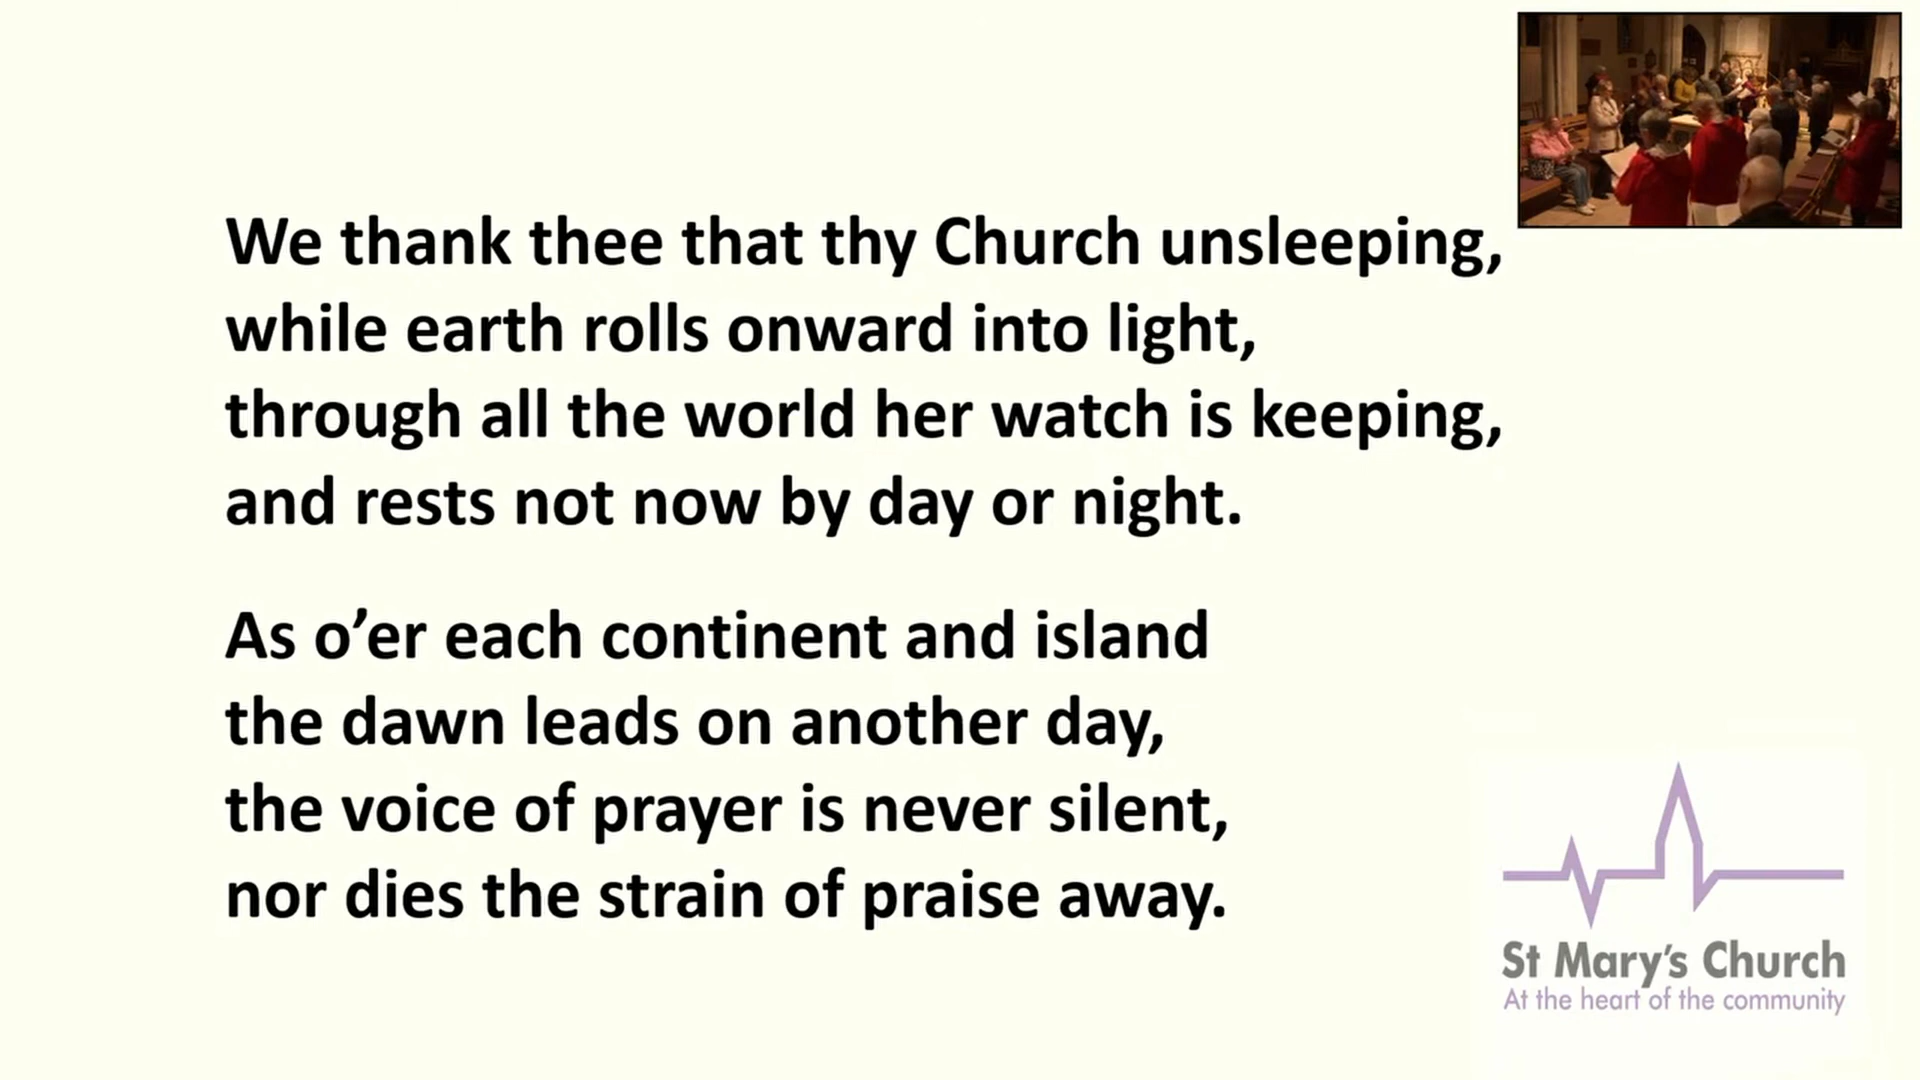 We thank thee that thy Church unsleeping,
while earth rolls onward into light,
through all the world her watch is keeping,
and rests not now by day or night.
As o’er each continent and island
the dawn leads on another day,
the voice of prayer is never silent,
nor dies the strain of praise away.
St Mary’s Church
At the heart of the community